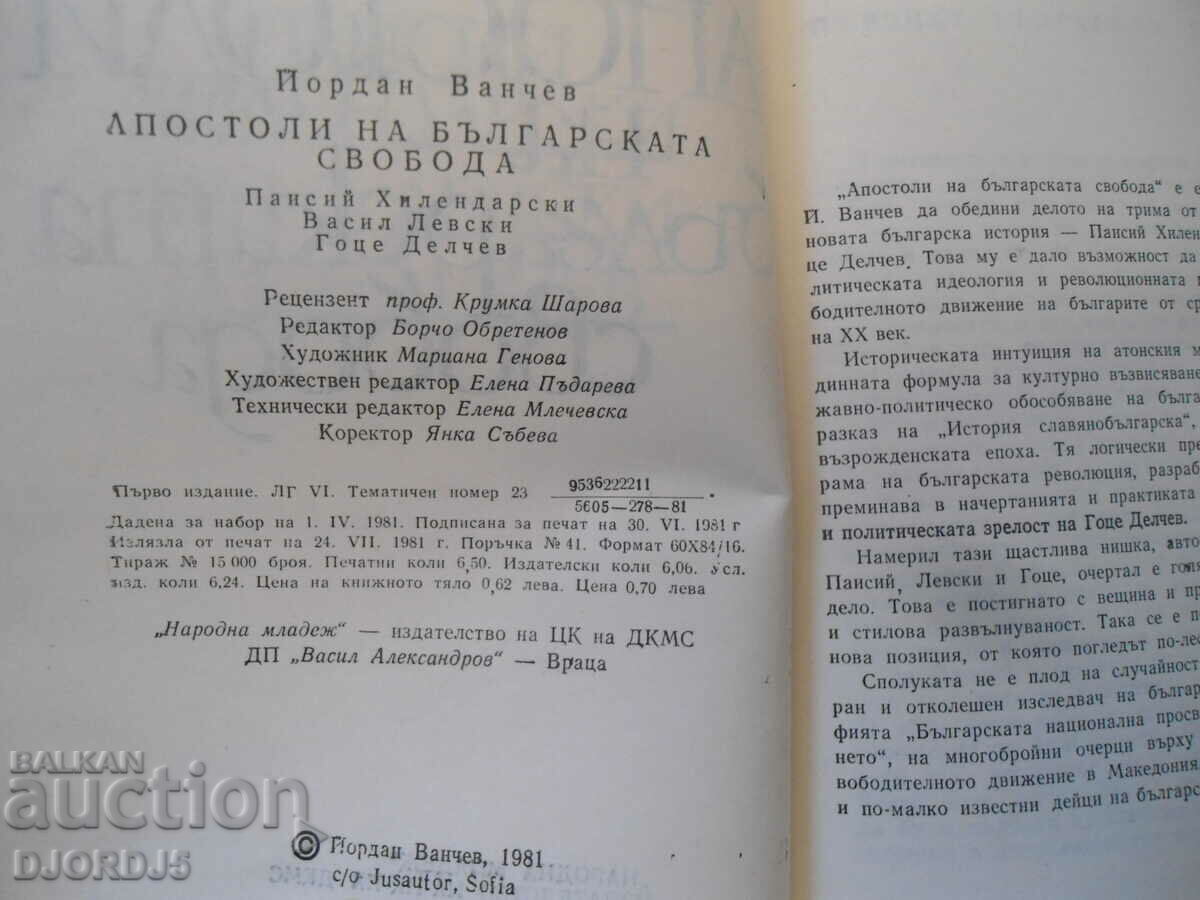 Йордан Ванчев
АПОСТОЛИ НА БЪЛГАРСКАТА
СВОБОДА
Паисий Хилендарски
Васил Левски
Гоце Делчев
Рецензент проф. Крумка Шарова
Редактор Борчо Обретенов
Художник Мариана Генова
Художествен редактор Елена Пъдарева
Технически редактор Елена Млечевска
Коректор Янка Събева
Първо издание. ЛГ VI. Тематичен номер 23 9536222211
5605—278—81.
Дадена за набор на 1. IV. 1981. Подписана за печат на 30. VI. 1981 г
Излязла от печат на 24. VII. 1981 г. Поръчка № 41. Формат 60X84/16.
Тираж № 15 000 броя. Печатни коли 6,50. Издателски коли 6,06. Усл.
изд. коли 6,24. Цена на книжното тяло 0,62 лева. Цена 0,70 лева
„Народна младеж“ — издателство на ЦК на ДКМС
ДП „Васил Александров“ — Враца
© Йордан Ванчев, 1981
c/o Jusautor, Sofia
„Апостоли на българската свобода“ е е
Й. Ванчев да обедини делото на трима от
новата българска история — Паисий Хилен
це Делчев. Това му е дало възможност да
литическата идеология и революционната
бодителното движение на българите от ср
на XX век.
Историческата интуиция на атонския м
динната формула за културно възвисяване
жавно-политическо обособяване на бълга
разказ на „История славянобългарска“,
възрожденската епоха. Тя логически пре
рама на българската революция, разраб
преминава в начертанията и практиката
и политическата зрелост на Гоце Делчев.
Намерил тази щастлива нишка, авто
Паисий, Левски и Гоце, очертал е голя
дело. Това е постигнато с вещина и пр
и стилова развълнуваност. Така се е п
нова позиция, от която погледът по-лес
Сполуката не е плод на случайност
ран и отколешен изследвач на българ
фията „Българската национална просв
нето“, на многобройни очерци върху
вободителното движение в Македония.
и по-малко известни дейци на българс
BALKAN
auction
DJORDJ5